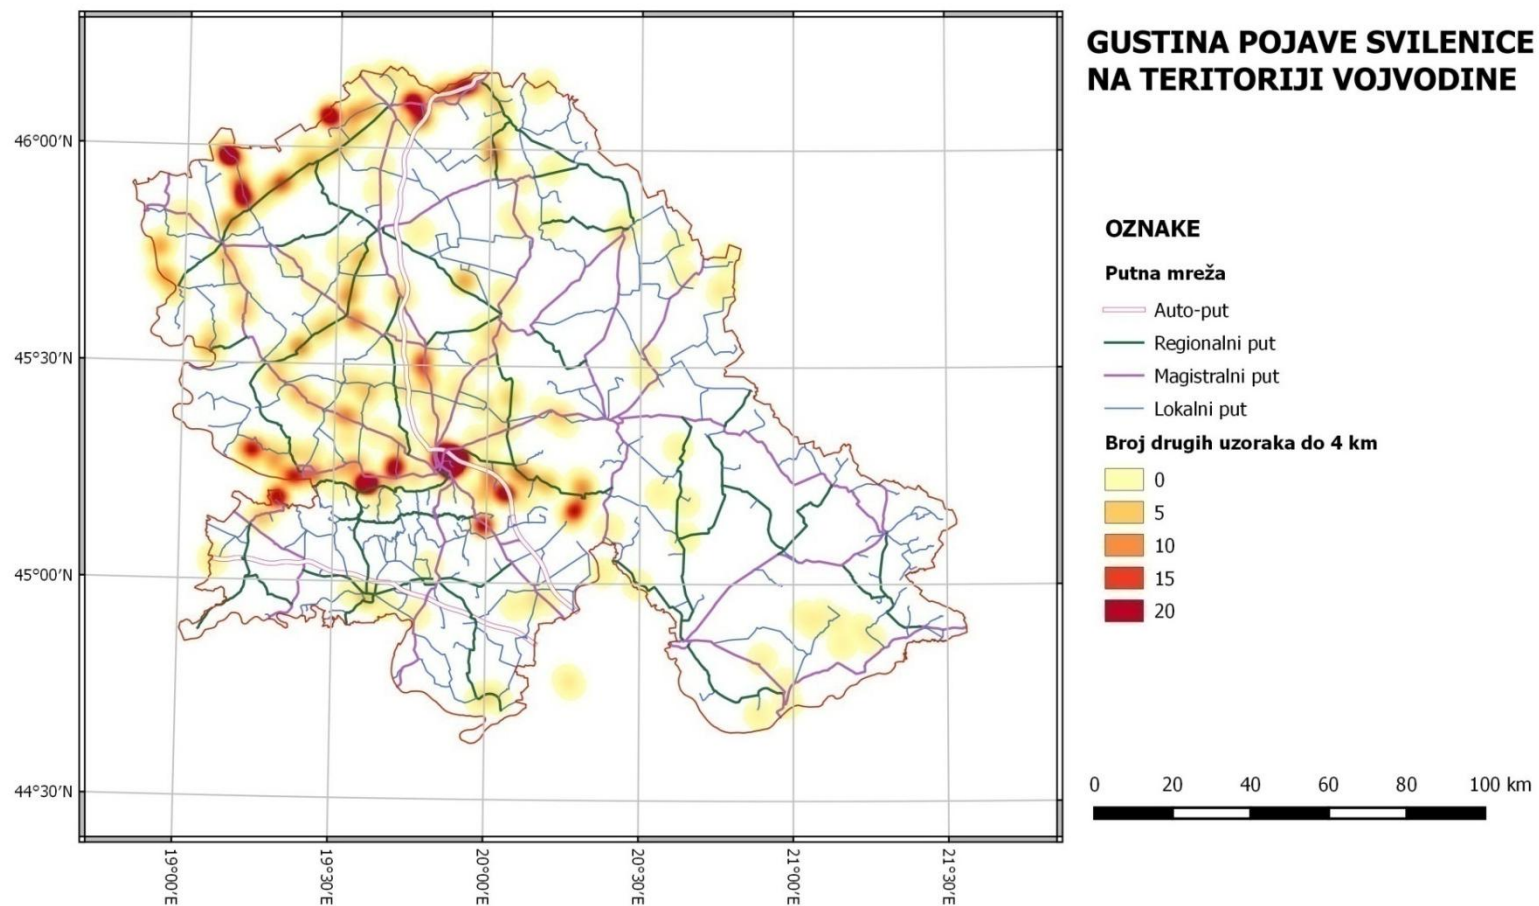 GUSTINA POJAVE SVILENICE
NA TERITORIJI VOJVODINE
OZNAKE
Putna mreža
Auto-put
Regionalni put
Magistralni put
Lokalni put
Broj drugih uzoraka do 4 km
0
5
10
15
20
0 20 40 60 80 100 km
46°00'N
45°30'N
45°00'N
44°30'N
19°00'E
19°30'E
20°00'E
20°30'E
21°00'E
21°30'E